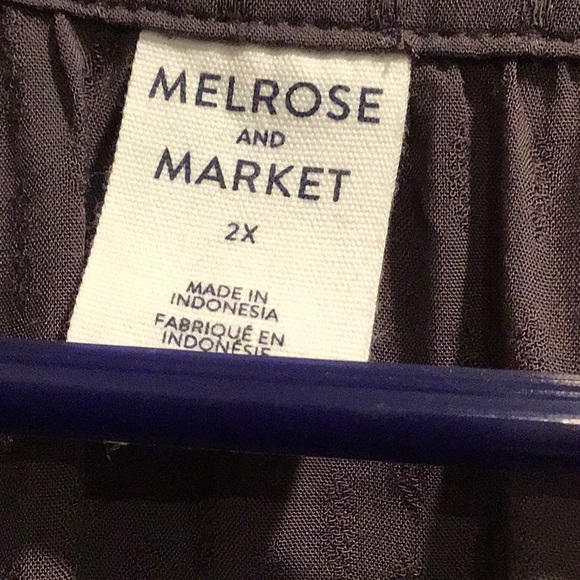 MELROSE
AND
MARKET
2X
MADE IN
INDONESIA
FABRIQUÉ EN
INDONÉSIE